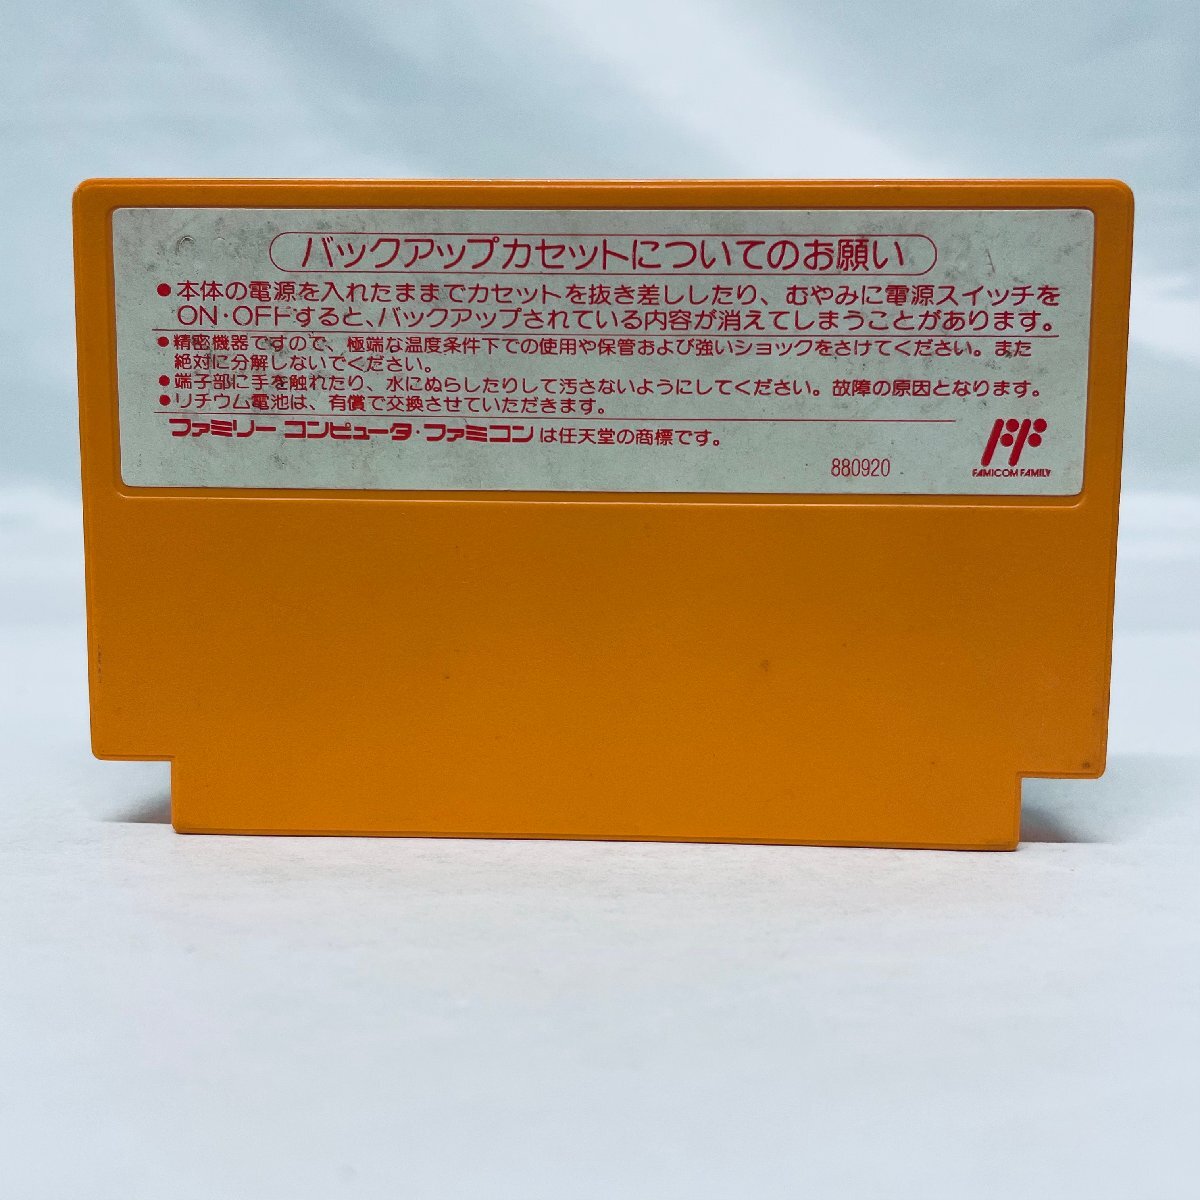 バックアップカセットについてのお願い
●本体の電源を入れたままでカセットを抜き差ししたり、むやみに電源スイッチを
ON・OFFすると、バックアップされている内容が消えてしまうことがあります。
●精密機器ですので、極端な温度条件下での使用や保管および強いショックをさけてください。また
絶対に分解しないでください。
●端子部に手を触れたり、水にぬらしたりして汚さないようにしてください。故障の原因となります。
●リチウム電池は、有償で交換させていただきます。
ファミリー コンピュータ・ファミコンは任天堂の商標です。
880920
FAMICOM FAMILY